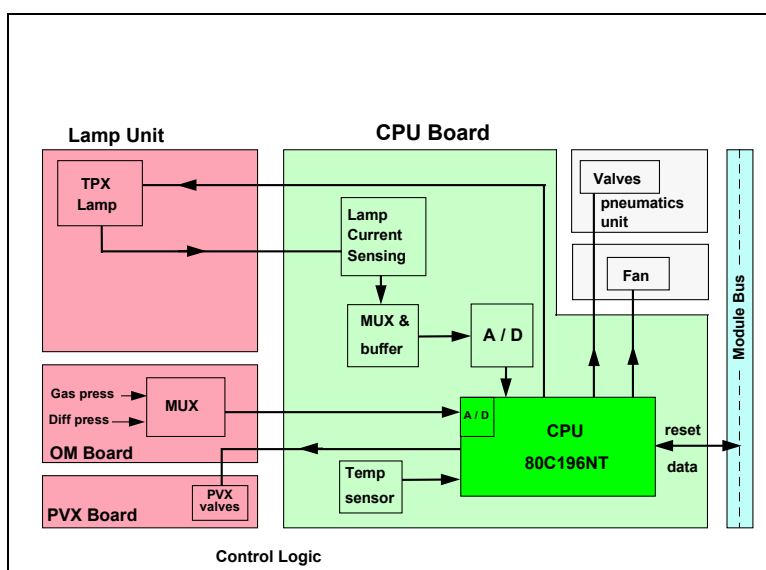 Lamp Unit
CPU Board
TPX
Lamp
Lamp
Current
Sensing
Valves
pneumatics
unit
Fan
Module Bus
MUX &
buffer
A / D
Gas press
Diff press
MUX
OM Board
A / D
CPU
80C196NT
reset
data
PVX
valves
PVX Board
Temp
sensor
Control Logic